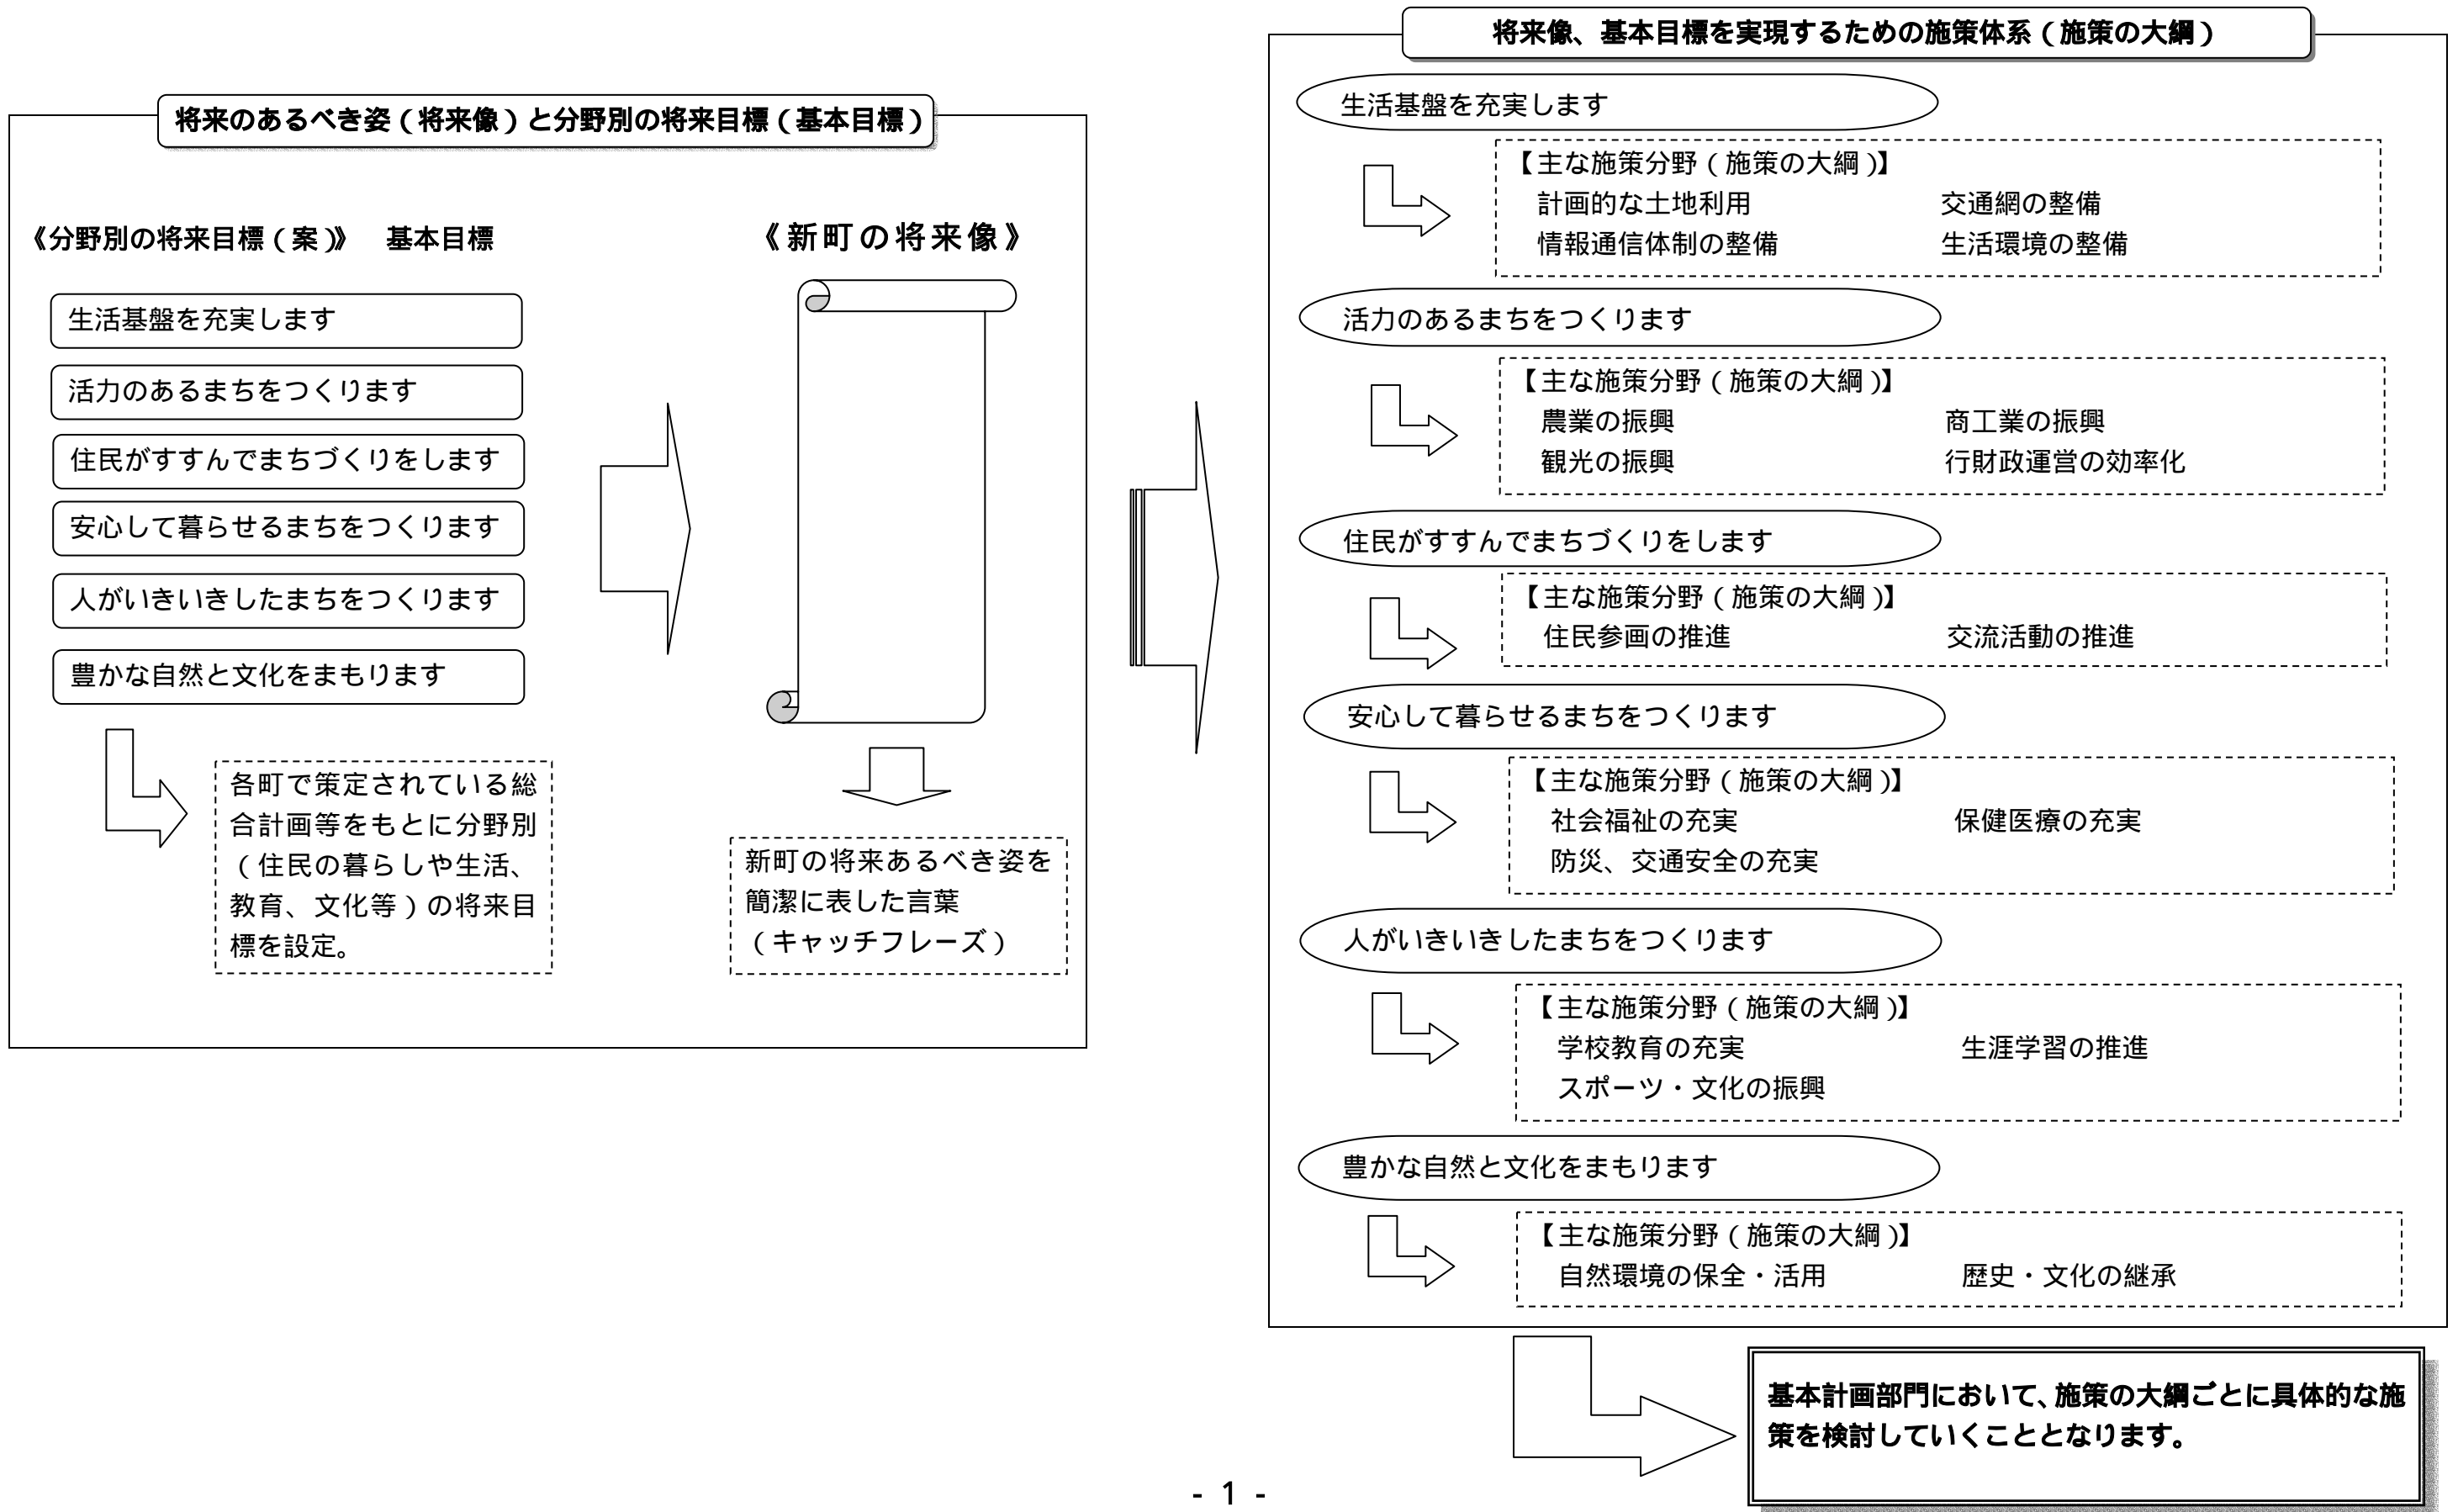 将来のあるべき姿（将来像）と分野別の将来目標（基本目標）
《分野別の将来目標（案）》　基本目標
生活基盤を充実します
活力のあるまちをつくります
住民がすすんでまちづくりをします
安心して暮らせるまちをつくります
人がいきいきしたまちをつくります
豊かな自然と文化をまもります
各町で策定されている総
合計画等をもとに分野別
（住民の暮らしや生活、
教育、文化等）の将来目
標を設定。
《新町の将来像》
新町の将来あるべき姿を
簡潔に表した言葉
（キャッチフレーズ）
将来像、基本目標を実現するための施策体系（施策の大綱）
生活基盤を充実します
【主な施策分野（施策の大綱）】
計画的な土地利用　交通網の整備
情報通信体制の整備　生活環境の整備
活力のあるまちをつくります
【主な施策分野（施策の大綱）】
農業の振興　商工業の振興
観光の振興　行財政運営の効率化
住民がすすんでまちづくりをします
【主な施策分野（施策の大綱）】
住民参画の推進　交流活動の推進
安心して暮らせるまちをつくります
【主な施策分野（施策の大綱）】
社会福祉の充実　保健医療の充実
防災、交通安全の充実
人がいきいきしたまちをつくります
【主な施策分野（施策の大綱）】
学校教育の充実　生涯学習の推進
スポーツ・文化の振興
豊かな自然と文化をまもります
【主な施策分野（施策の大綱）】
自然環境の保全・活用　歴史・文化の継承
基本計画部門において、施策の大綱ごとに具体的な施
策を検討していくこととなります。
- 1 -